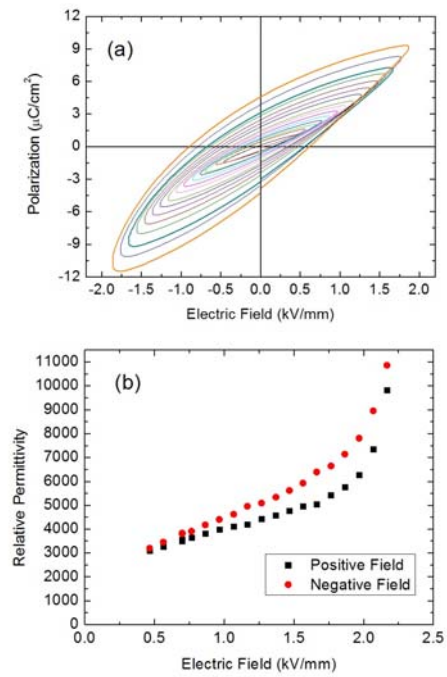 12
9
(a)
6
3
0
-3
-6
-9
-12
Polarization (μC/cm²)
-2.0 -1.5 -1.0 -0.5 0.0 0.5 1.0 1.5 2.0
Electric Field (kV/mm)
11000
(b)
10000
9000
8000
7000
6000
5000
4000
3000
2000
1000
0
Relative Permittivity
Positive Field
Negative Field
0.0 0.5 1.0 1.5 2.0 2.5
Electric Field (kV/mm)